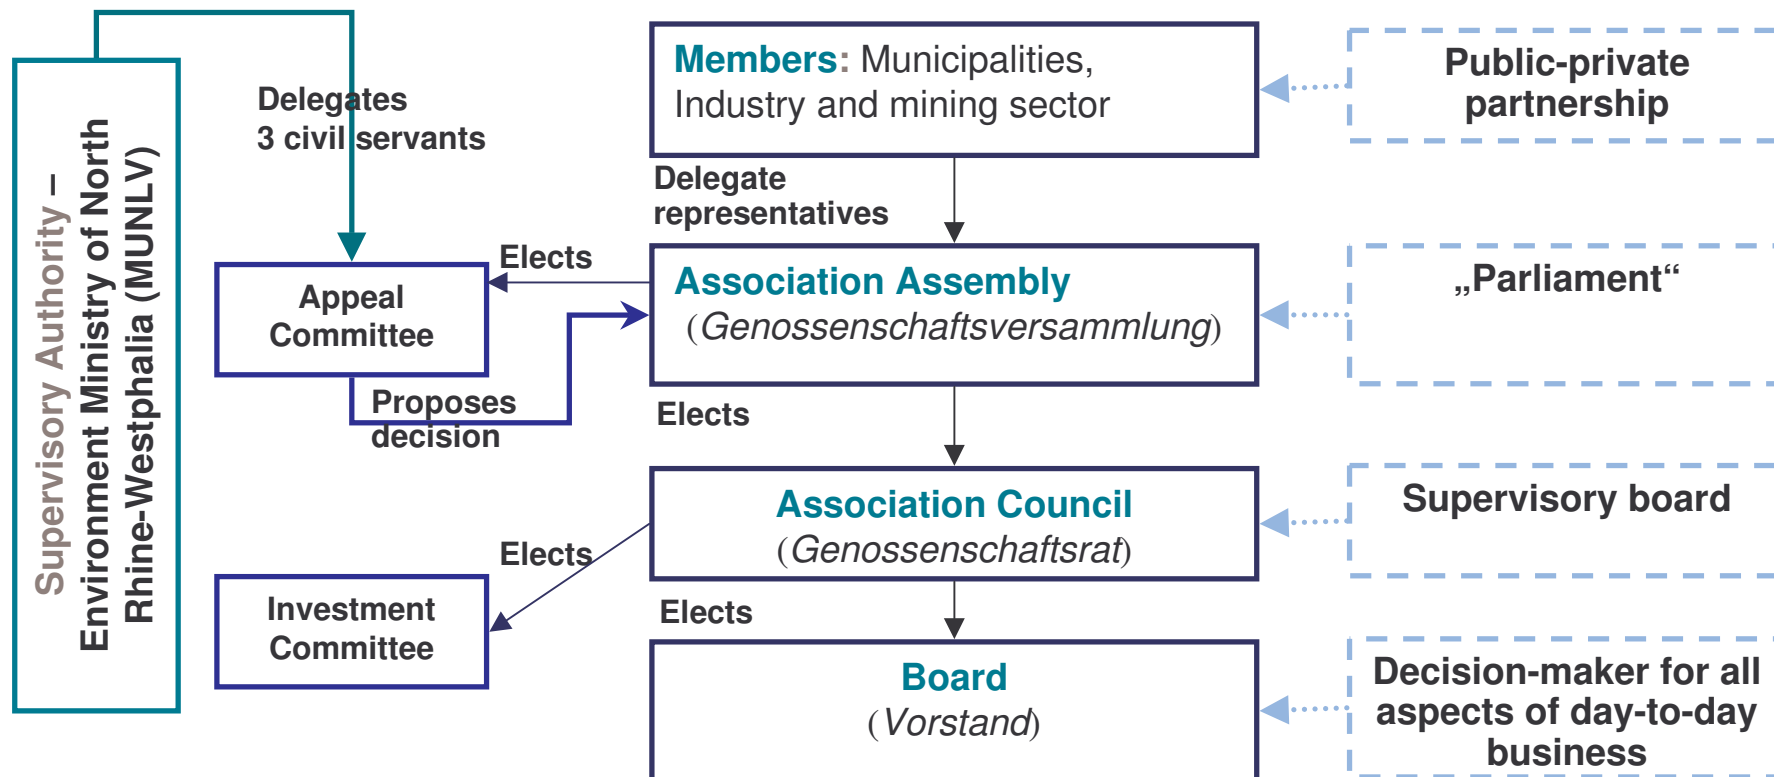 Supervisory Authority –
Environment Ministry of North
Rhine-Westphalia (MUNLV)
Delegates
3 civil servants
Members: Municipalities,
Industry and mining sector
Public-private
partnership
Delegate
representatives
Elects
Appeal
Committee
Association Assembly
(Genossenschaftsversammlung)
„Parliament“
Proposes
decision
Elects
Association Council
(Genossenschaftsrat)
Supervisory board
Elects
Investment
Committee
Elects
Board
(Vorstand)
Decision-maker for all
aspects of day-to-day
business